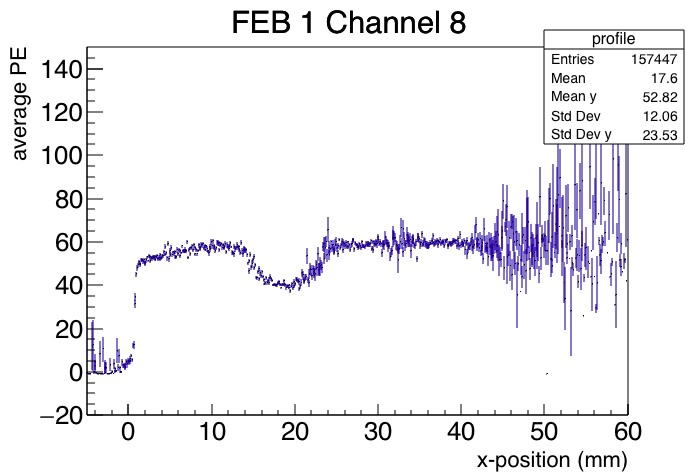 FEB 1 Channel 8
profile
Entries 157447
Mean 17.6
Mean y 52.82
Std Dev 12.06
Std Dev y 23.53
average PE
140
120
100
80
60
40
20
0
−20
0 10 20 30 40 50 60
x-position (mm)